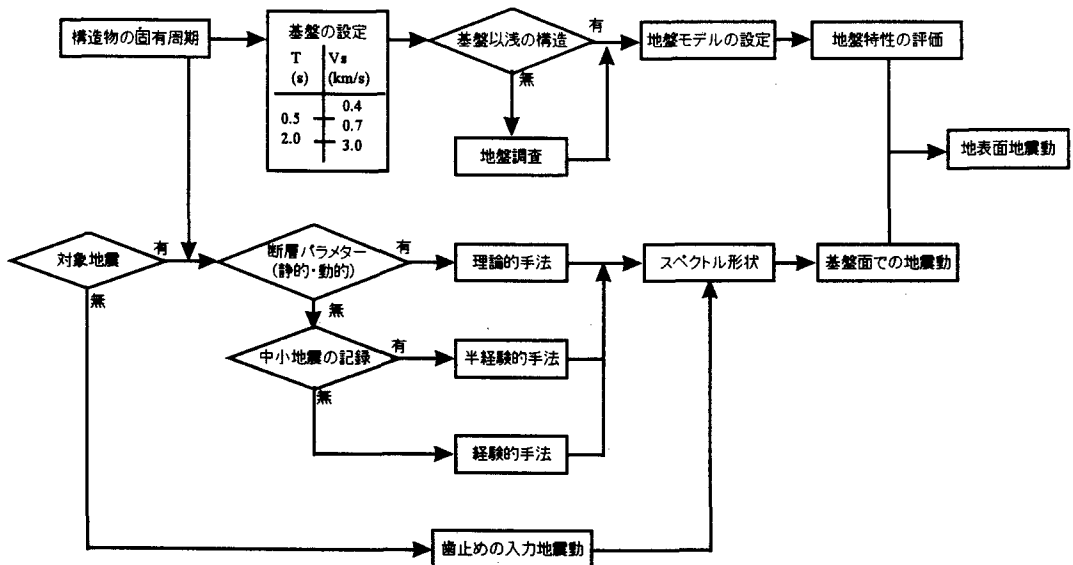 構造物の固有周期
基盤の設定
T
(s)
Vs
(km/s)
0.5
2.0
0.4
0.7
3.0
基盤以浅の構造
有
無
地盤調査
地盤モデルの設定
地盤特性の評価
地表面地震動
対象地震
有
無
断層パラメター
(静的・動的)
有
無
理論的手法
スペクトル形状
基盤面での地震動
中小地震の記録
有
無
半経験的手法
経験的手法
歯止めの入力地震動